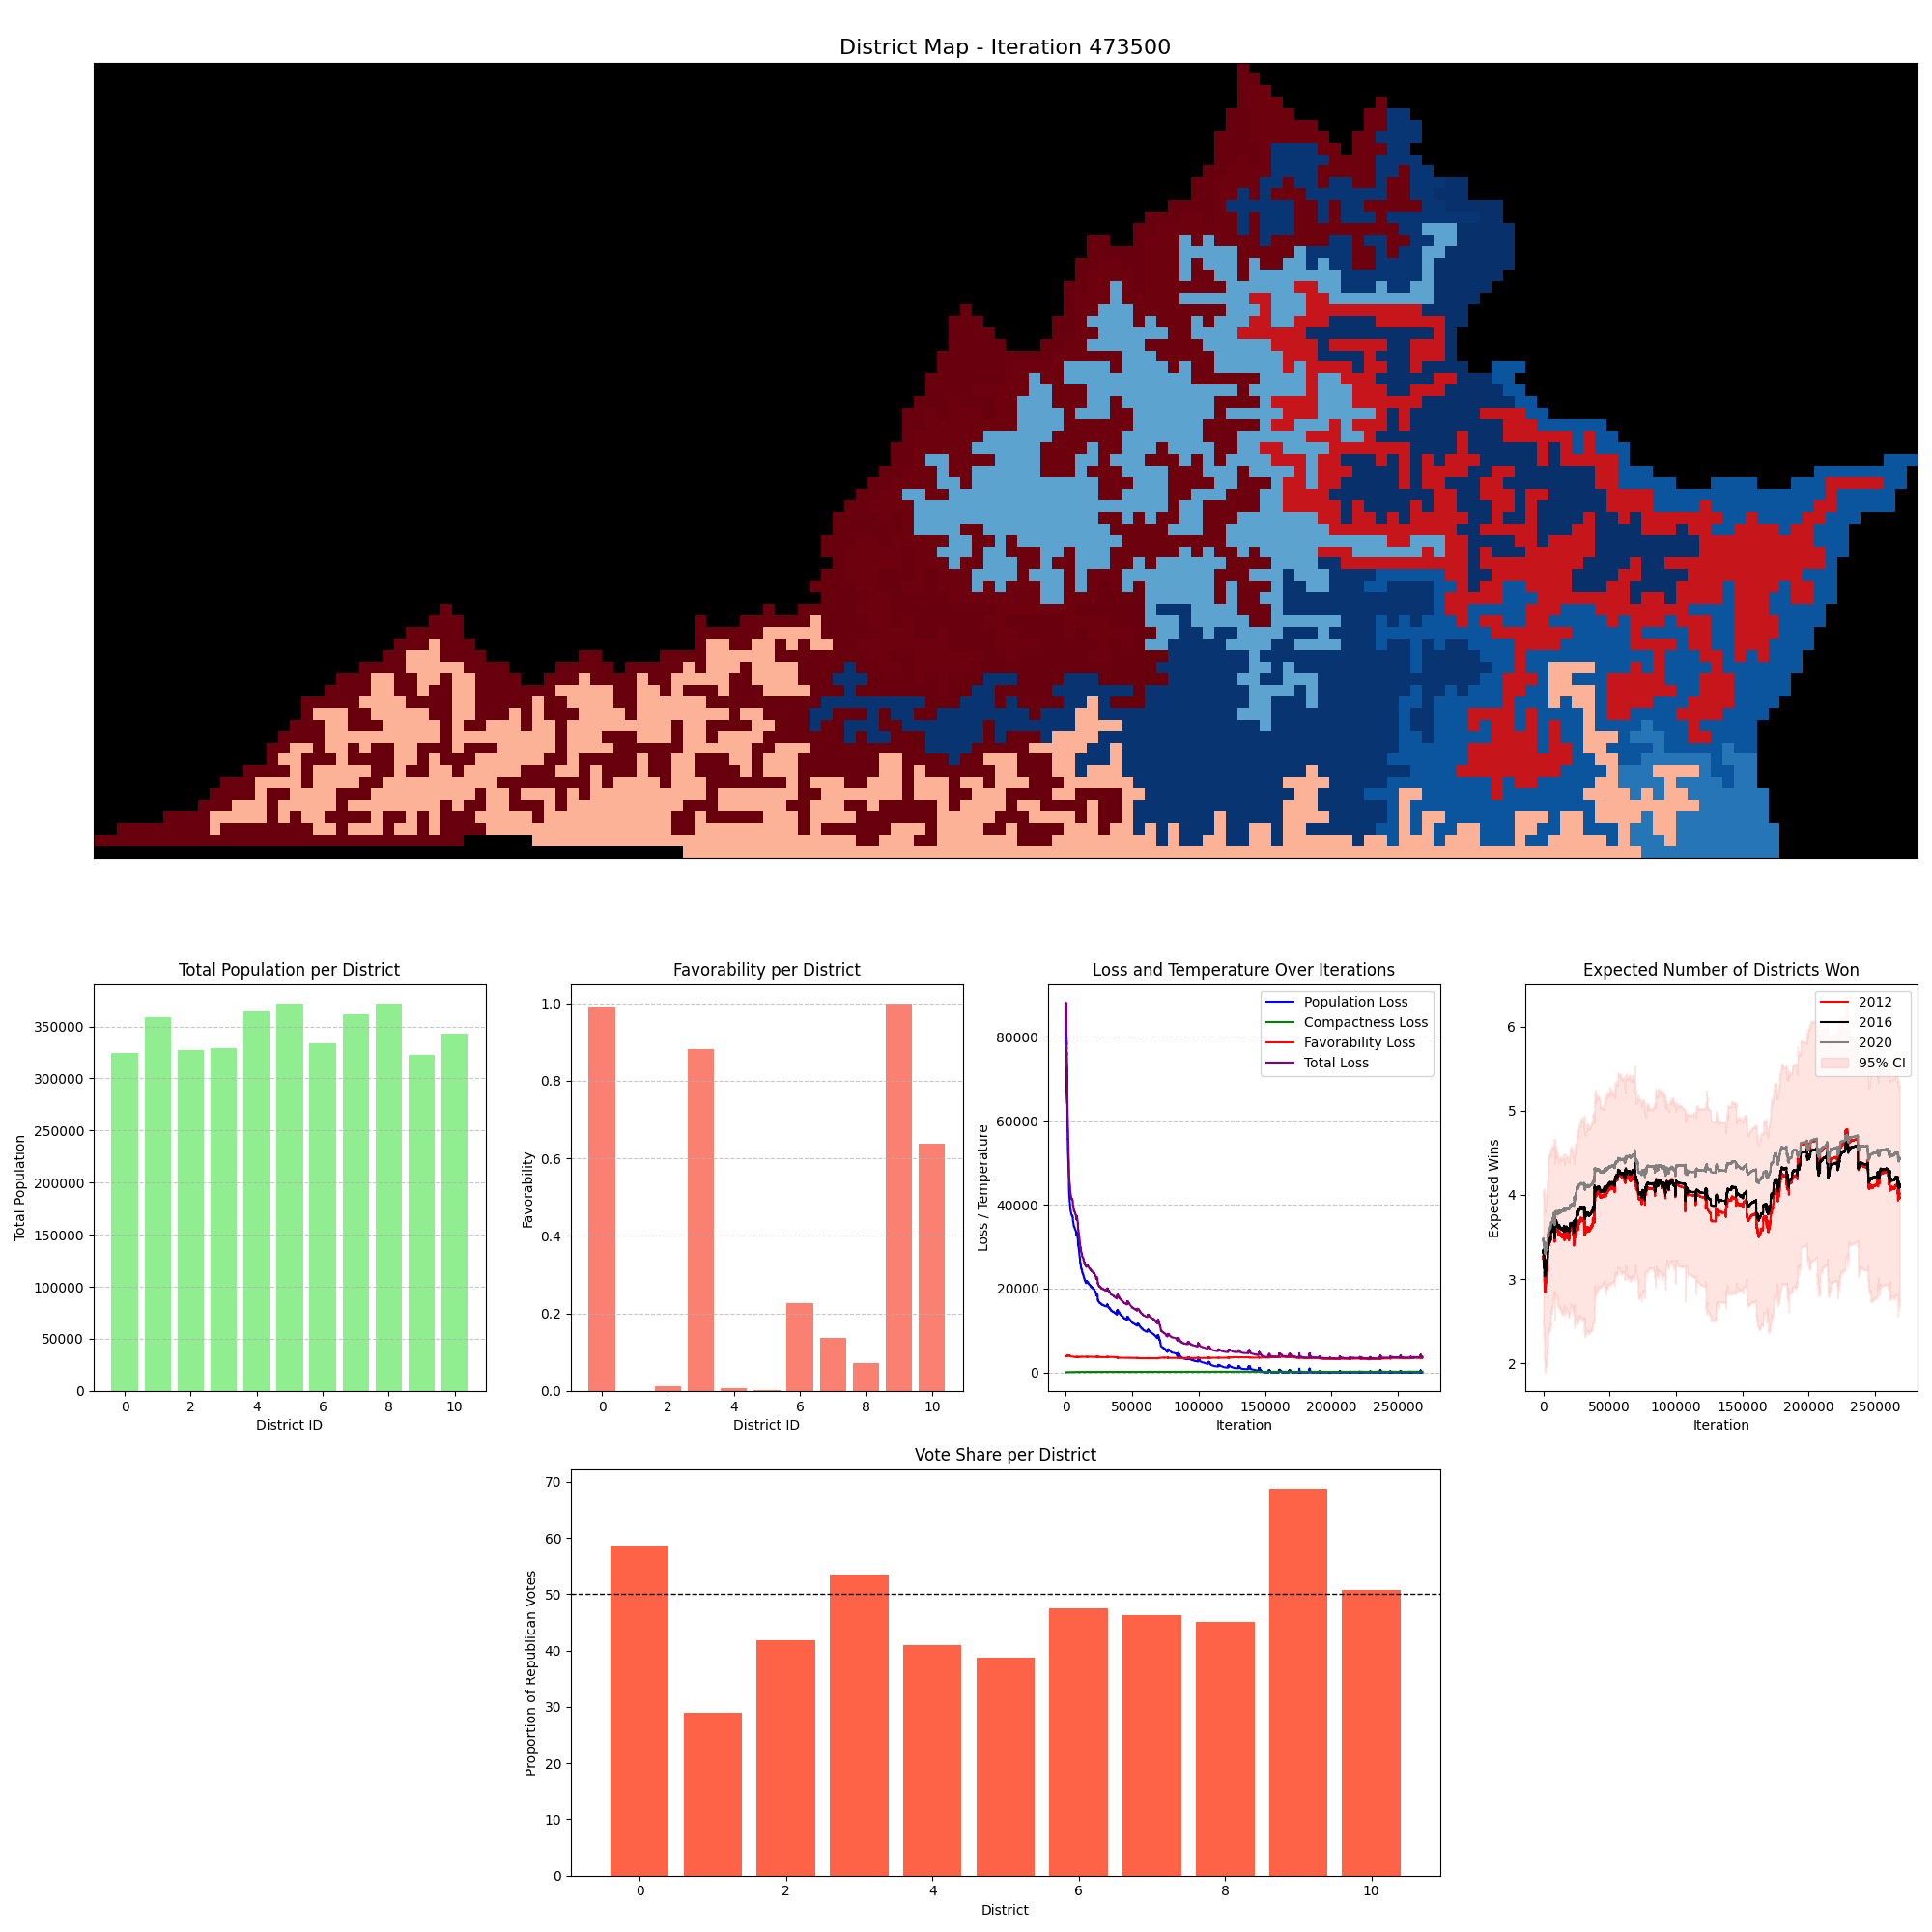 District Map - Iteration 473500
Total Population per District
Total Population
350000
300000
250000
200000
150000
100000
50000
0
0 2 4 6 8 10
District ID
Favorability per District
Favorability
1.0
0.8
0.6
0.4
0.2
0.0
0 2 4 6 8 10
District ID
Loss and Temperature Over Iterations
Loss / Temperature
80000
60000
40000
20000
0
Population Loss
Compactness Loss
Favorability Loss
Total Loss
0 50000 100000 150000 200000 250000
Iteration
Expected Number of Districts Won
Expected Wins
6
5
4
3
2
2012
2016
2020
95% CI
0 50000 100000 150000 200000 250000
Iteration
Vote Share per District
Proportion of Republican Votes
70
60
50
40
30
20
10
0
0 2 4 6 8 10
District